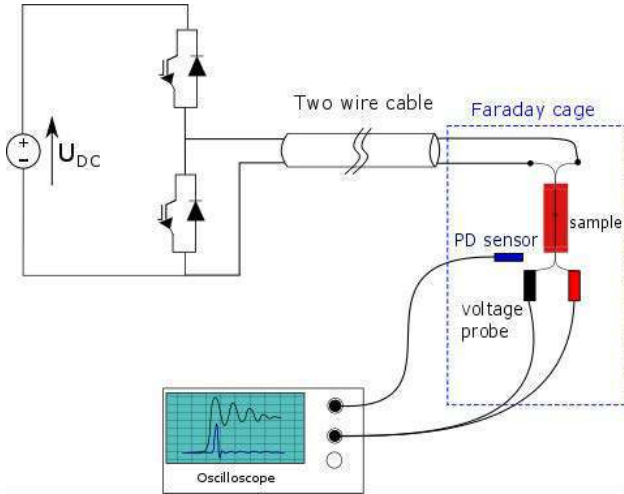 Two wire cable
Faraday cage
+
−
U_DC
sample
PD sensor
voltage
probe
Oscilloscope